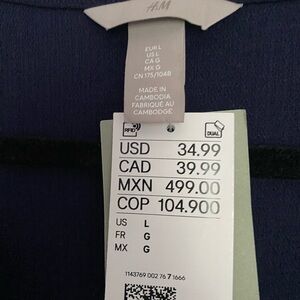 H&M
EUR L
US L
CA G
MX G
CN 175/104B
MADE IN
CAMBODIA
FABRIQUÉ AU
CAMBODGE
RFID
DUAL
USD 34.99
CAD 39.99
MXN 499.00
COP 104.900
US L
FR G
MX G
1143769 002 76 7 1666